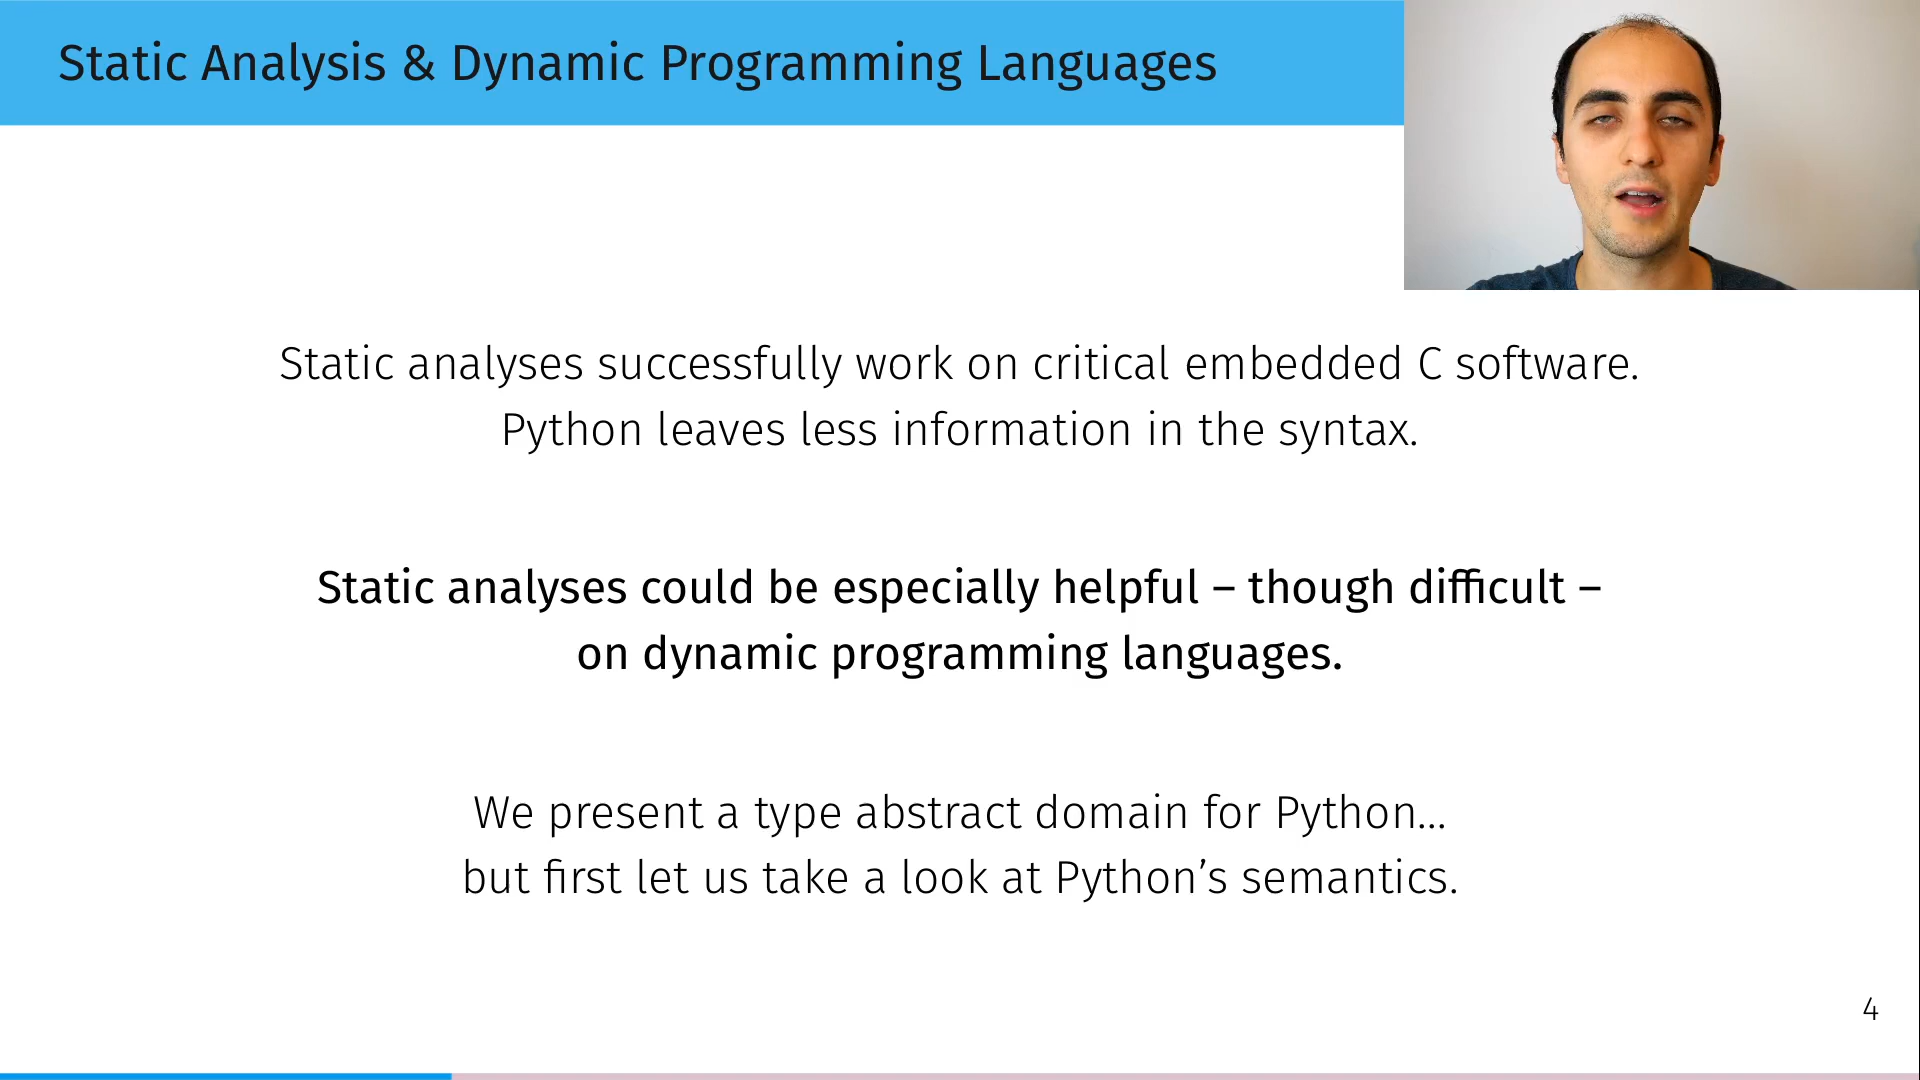 Static Analysis & Dynamic Programming Languages
Static analyses successfully work on critical embedded C software.
Python leaves less information in the syntax.
Static analyses could be especially helpful – though difficult –
on dynamic programming languages.
We present a type abstract domain for Python...
but first let us take a look at Python’s semantics.
4